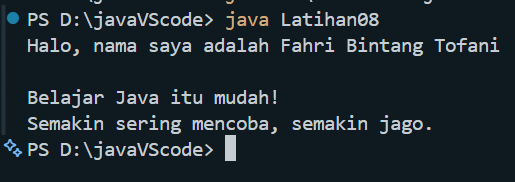 PS D:\javaVScode> java Latihan08
Halo, nama saya adalah Fahri Bintang Tofani
Belajar Java itu mudah!
Semakin sering mencoba, semakin jago.
PS D:\javaVScode>